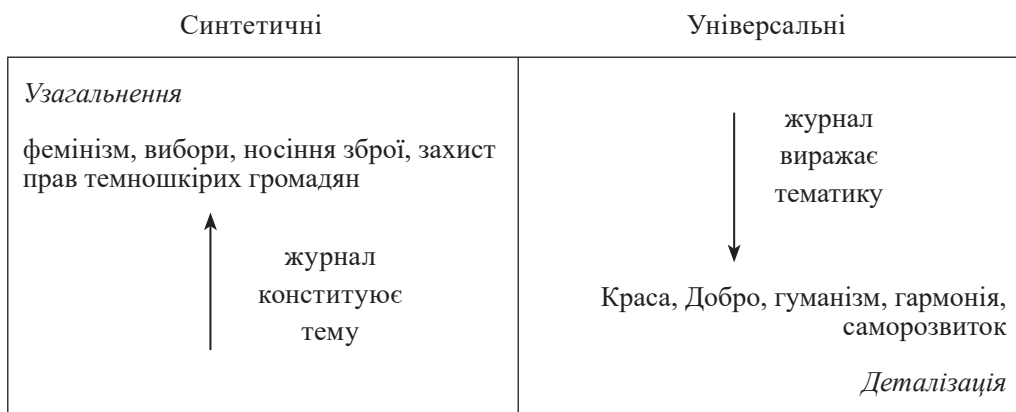 Синтетичні
Універсальні
Узагальнення
фемінізм, вибори, носіння зброї, захист
прав темношкірих громадян
журнал
конституює
тему
журнал
виражає
тематику
Краса, Добро, гуманізм, гармонія,
саморозвиток
Деталізація